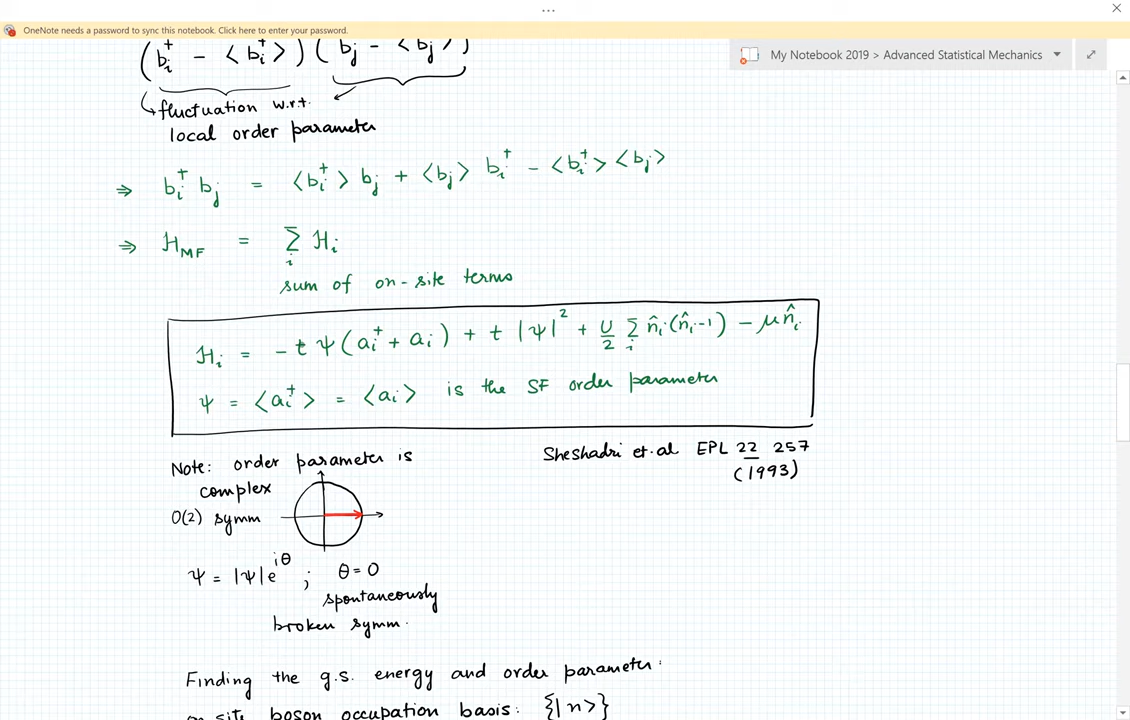 OneNote needs a password to sync this notebook. Click here to enter your password.
My Notebook 2019 > Advanced Statistical Mechanics
(b_i^† - <b_i^†>) (b_j - <b_j>)
↳ fluctuation w.r.t.
local order parameter
⇒ b_i^† b_j = <b_i^†> b_j + <b_j> b_i^† - <b_i^†> <b_j>
⇒ H_MF = Σ_i H_i
sum of on-site terms
H_i = - t ψ (a_i^† + a_i) + t |ψ|^2 + U/2 Σ_i n̂_i (n̂_i - 1) - μ n̂_i
ψ = <a_i^†> = <a_i> is the SF order parameter
Note: order parameter is
complex
O(2) symm
Sheshadri et.al EPL 22 257
(1993)
ψ = |ψ| e^{iθ} ; θ = 0
spontaneously
broken symm.
Finding the g.s. energy and order parameter:
on site boson occupation basis: {|n>}